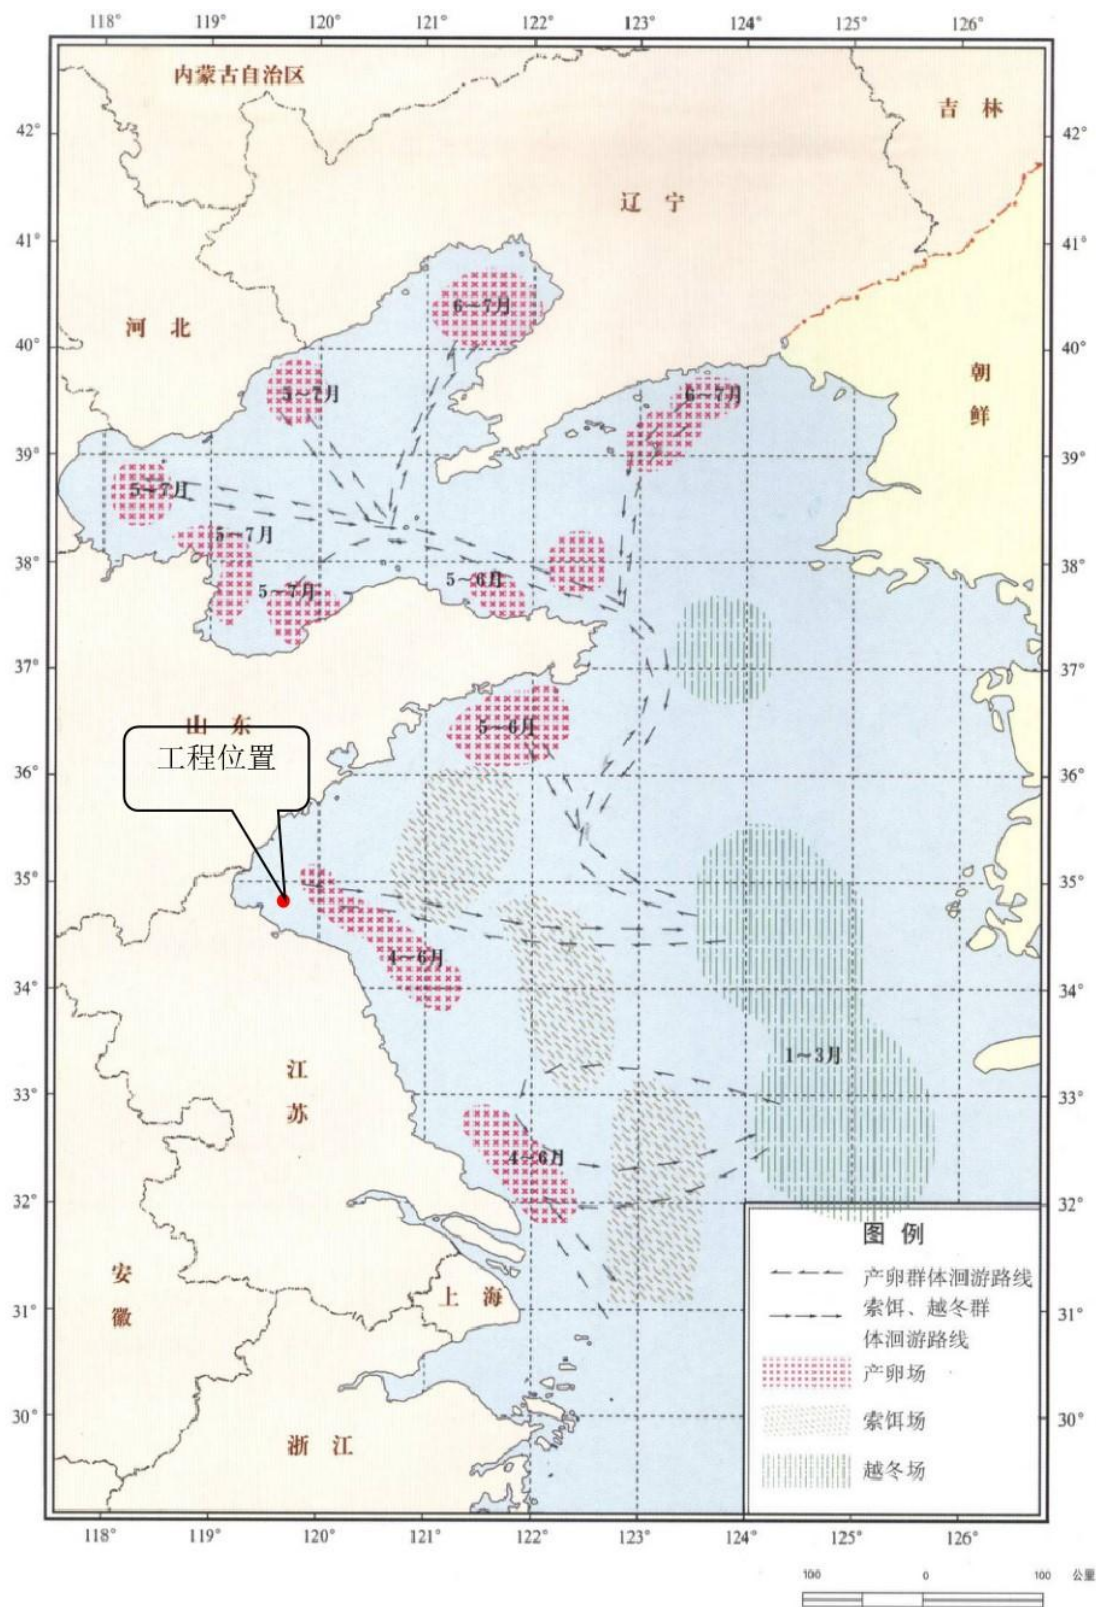 118° 119° 120° 121° 122° 123° 124° 125° 126°
内蒙古自治区
吉 林
42° 42°
辽 宁
41° 41°
6~7月
河 北
40° 40°
朝
鲜
5~7月
6~7月
39° 39°
5~7月
5~7月
38° 38°
5~6月
5~7月
37° 37°
山 东
5~6月
工程位置
36° 36°
35° 35°
4~6月
34° 34°
1~3月
江
苏
33° 33°
4~6月
32° 32°
图 例
产卵群体洄游路线
索饵、越冬群
体洄游路线
产卵场
索饵场
越冬场
安
徽
上 海
31° 31°
30° 30°
浙 江
118° 119° 120° 121° 122° 123° 124° 125° 126°
100 0 100 公里